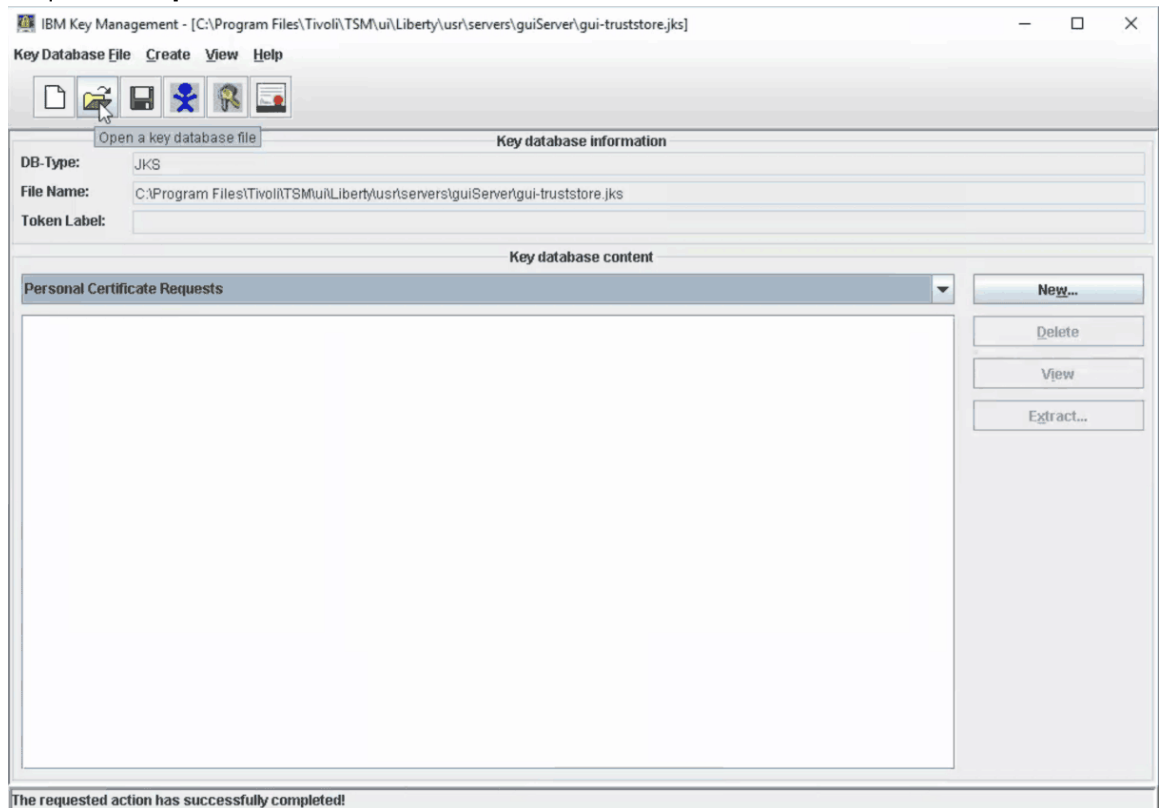 IBM Key Management - [C:\Program Files\Tivoli\TSM\ui\Liberty\usr\servers\guiServer\gui-truststore.jks]
Key Database File Create View Help
Open a key database file
Key database information
DB-Type: JKS
File Name: C:\Program Files\Tivoli\TSM\ui\Liberty\usr\servers\guiServer\gui-truststore.jks
Token Label:
Key database content
Personal Certificate Requests
New...
Delete
View
Extract...
The requested action has successfully completed!